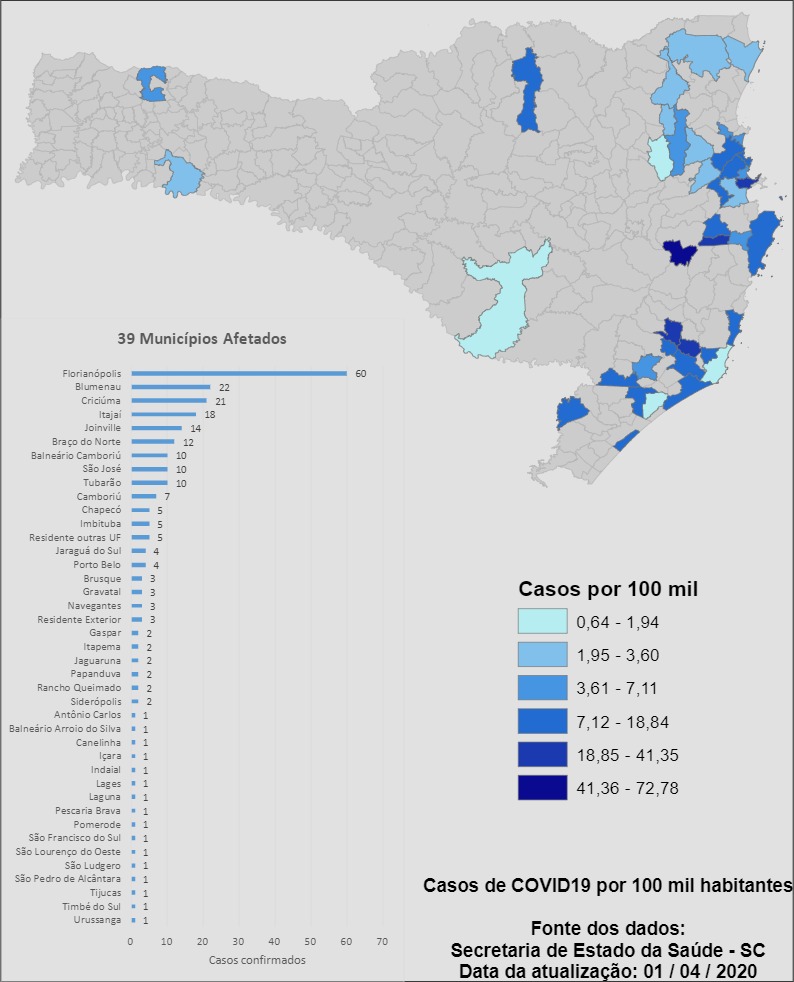 39 Municípios Afetados
Florianópolis 60
Blumenau 22
Criciúma 21
Itajaí 18
Joinville 14
Braço do Norte 12
Balneário Camboriú 10
São José 10
Tubarão 10
Camboriú 7
Chapecó 5
Imbituba 5
Residente outras UF 5
Jaraguá do Sul 4
Porto Belo 4
Brusque 3
Gravatal 3
Navegantes 3
Residente Exterior 3
Gaspar 2
Itapema 2
Jaguaruna 2
Papanduva 2
Rancho Queimado 2
Siderópolis 2
Antônio Carlos 1
Balneário Arroio do Silva 1
Canelinha 1
Içara 1
Indaial 1
Lages 1
Laguna 1
Pescaria Brava 1
Pomerode 1
São Francisco do Sul 1
São Lourenço do Oeste 1
São Ludgero 1
São Pedro de Alcântara 1
Tijucas 1
Timbé do Sul 1
Urussanga 1
0 10 20 30 40 50 60 70
Casos confirmados
Casos por 100 mil
0,64 - 1,94
1,95 - 3,60
3,61 - 7,11
7,12 - 18,84
18,85 - 41,35
41,36 - 72,78
Casos de COVID19 por 100 mil habitantes
Fonte dos dados:
Secretaria de Estado da Saúde - SC
Data da atualização: 01 / 04 / 2020